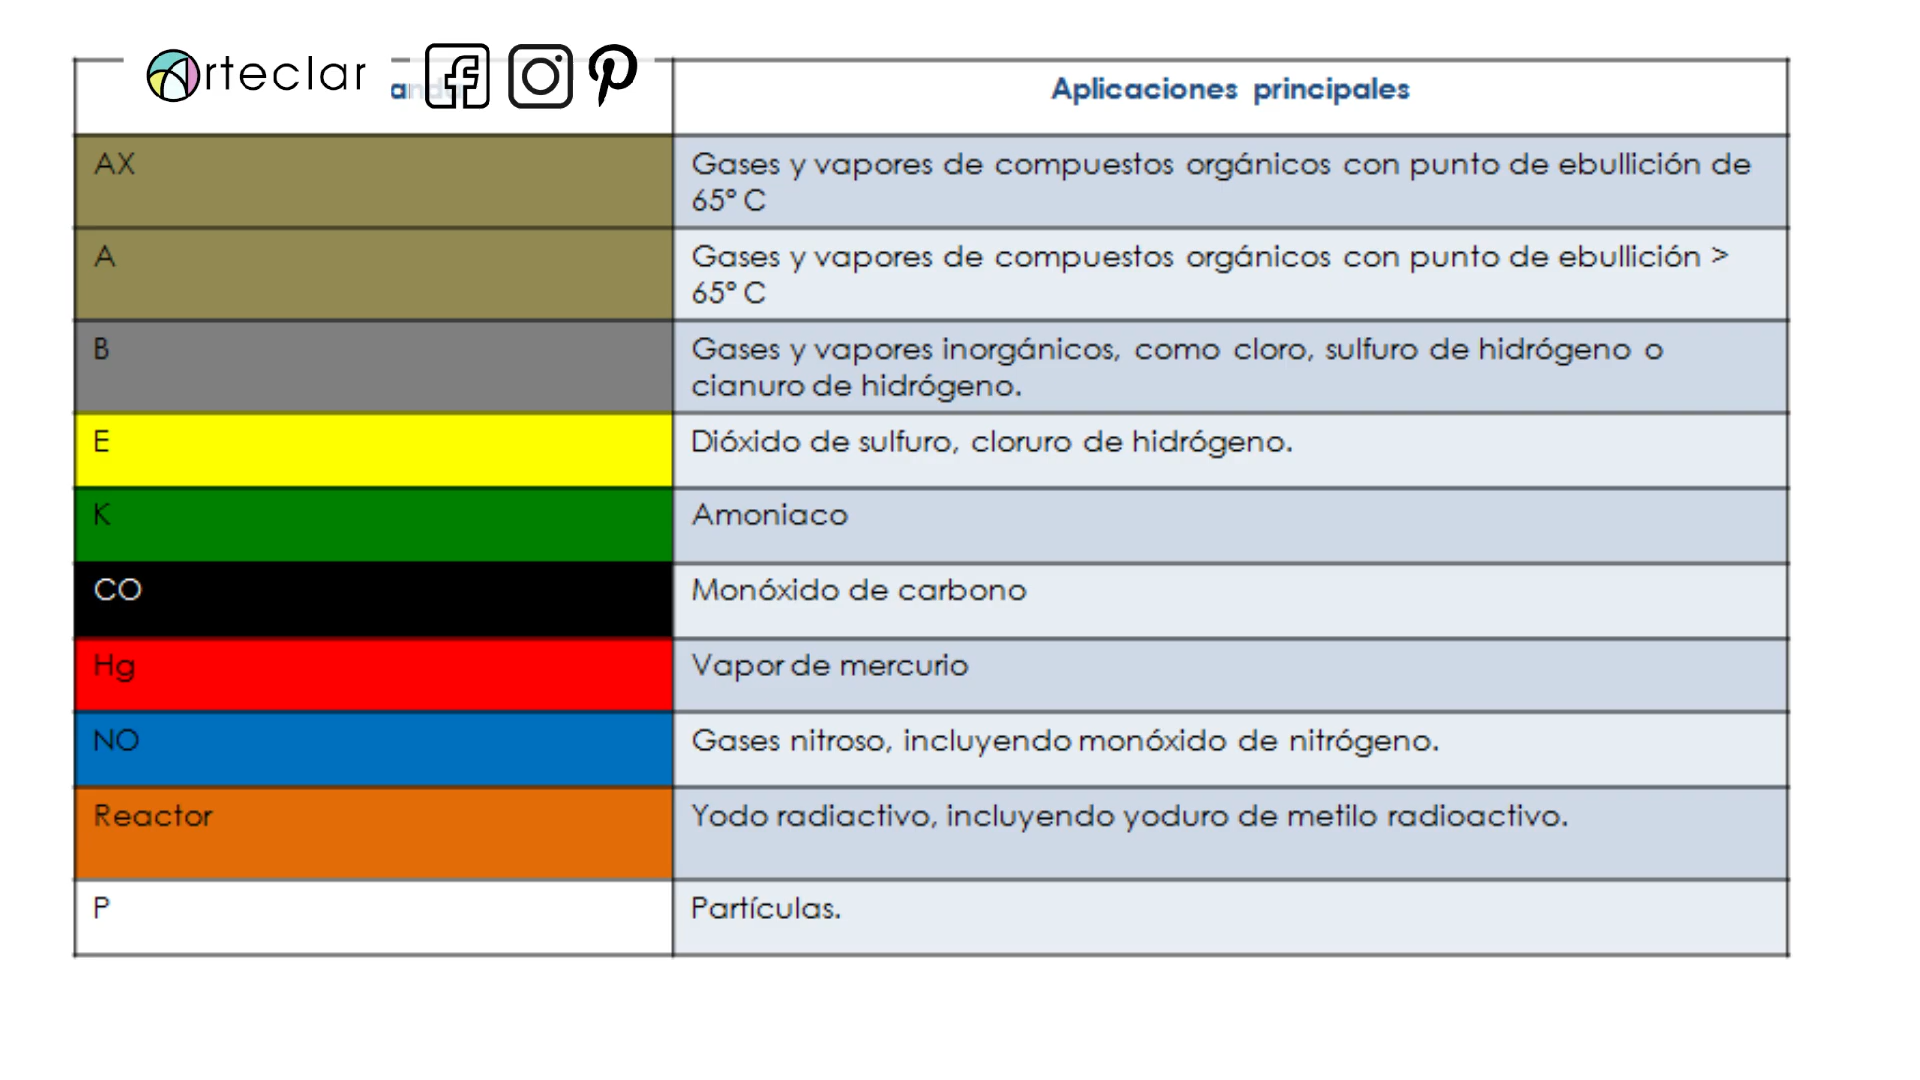 Arteclar
Aplicaciones principales
AX
Gases y vapores de compuestos orgánicos con punto de ebullición de
65° C
A
Gases y vapores de compuestos orgánicos con punto de ebullición >
65° C
B
Gases y vapores inorgánicos, como cloro, sulfuro de hidrógeno o
cianuro de hidrógeno.
E
Dióxido de sulfuro, cloruro de hidrógeno.
K
Amoniaco
CO
Monóxido de carbono
Hg
Vapor de mercurio
NO
Gases nitroso, incluyendo monóxido de nitrógeno.
Reactor
Yodo radiactivo, incluyendo yoduro de metilo radioactivo.
P
Partículas.